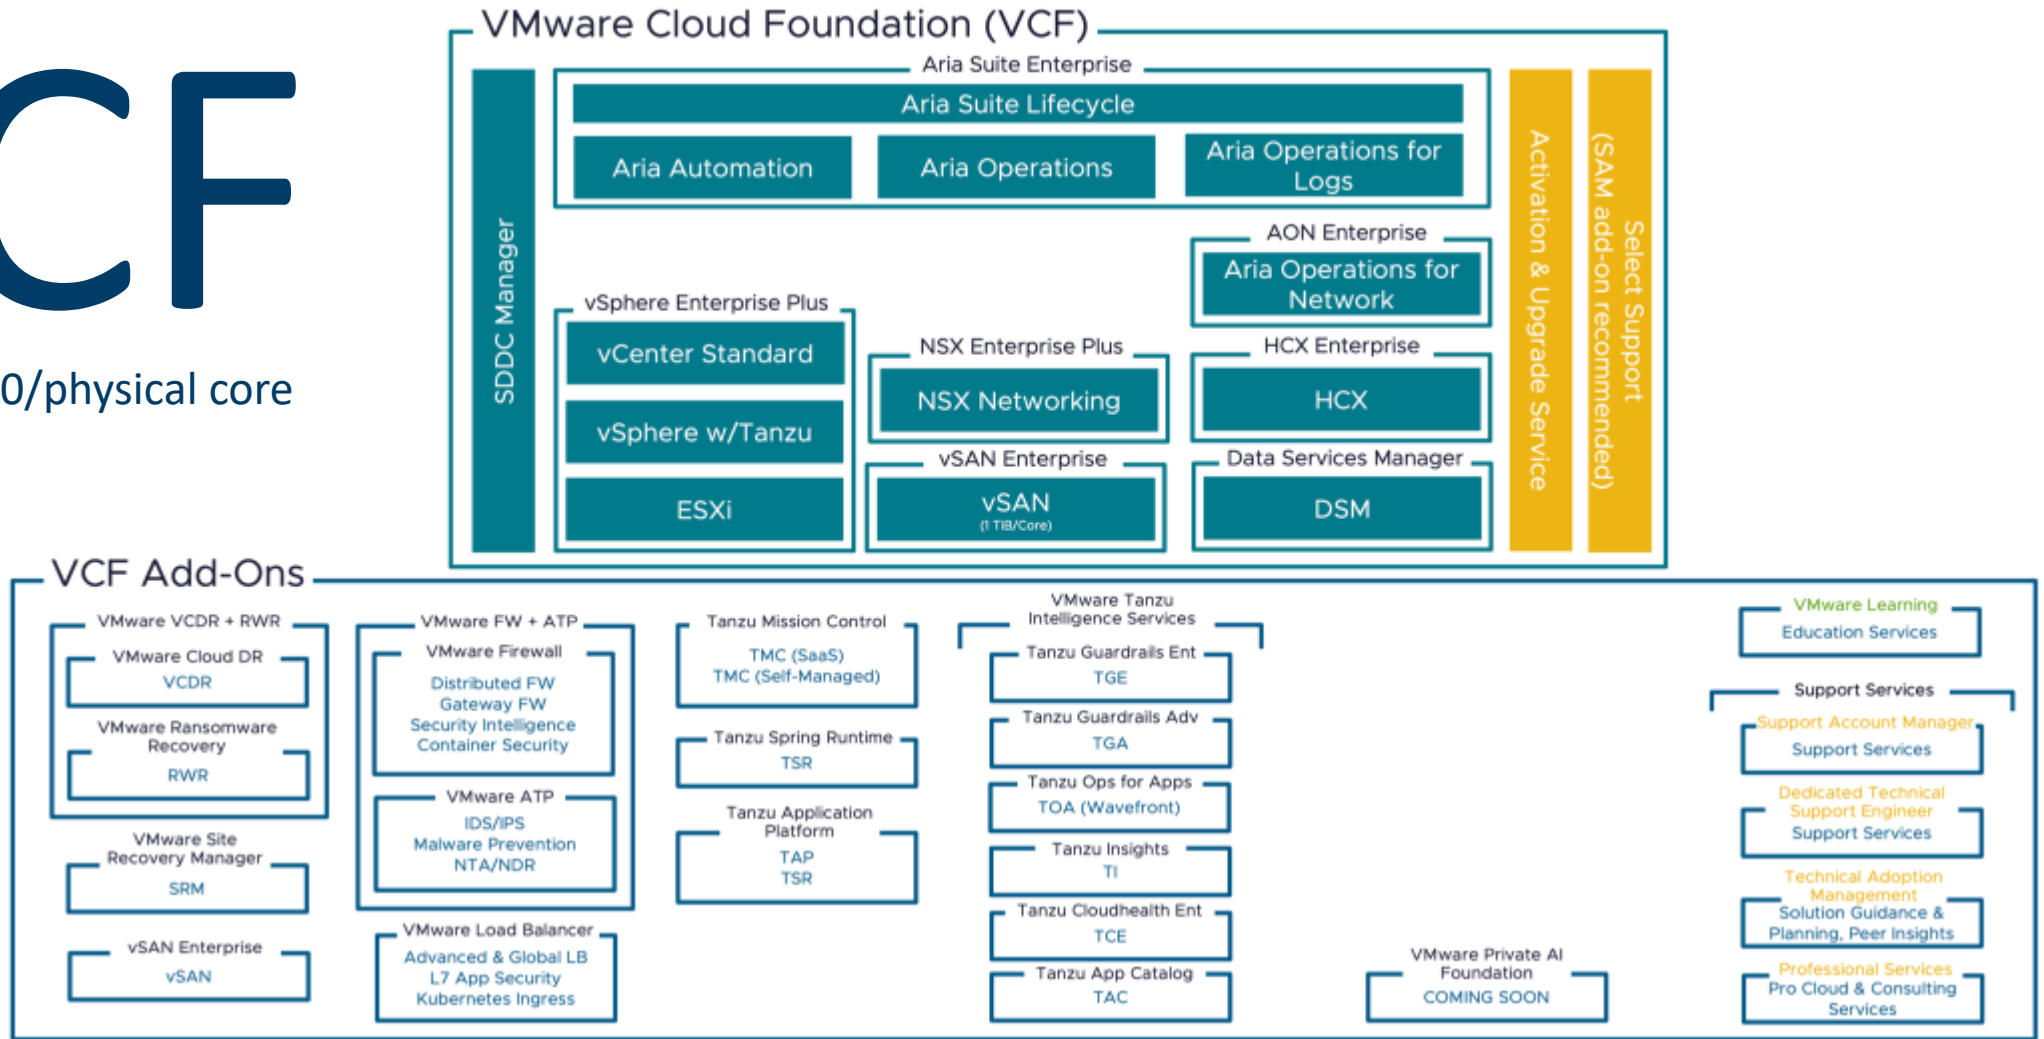 VMware Cloud Foundation (VCF)
CF
0/physical core
SDDC Manager
Aria Suite Enterprise
Aria Suite Lifecycle
Aria Automation
Aria Operations
Aria Operations for
Logs
AON Enterprise
Aria Operations for
Network
vSphere Enterprise Plus
vCenter Standard
vSphere w/Tanzu
ESXi
NSX Enterprise Plus
NSX Networking
vSAN Enterprise
vSAN
(1 TiB/Core)
HCX Enterprise
HCX
Data Services Manager
DSM
Activation & Upgrade Service
Select Support
(SAM add-on recommended)
VCF Add-Ons
VMware VCDR + RWR
VMware Cloud DR
VCDR
VMware Ransomware
Recovery
RWR
VMware Site
Recovery Manager
SRM
vSAN Enterprise
vSAN
VMware FW + ATP
VMware Firewall
Distributed FW
Gateway FW
Security Intelligence
Container Security
VMware ATP
IDS/IPS
Malware Prevention
NTA/NDR
VMware Load Balancer
Advanced & Global LB
L7 App Security
Kubernetes Ingress
Tanzu Mission Control
TMC (SaaS)
TMC (Self-Managed)
Tanzu Spring Runtime
TSR
Tanzu Application
Platform
TAP
TSR
VMware Tanzu
Intelligence Services
Tanzu Guardrails Ent
TGE
Tanzu Guardrails Adv
TGA
Tanzu Ops for Apps
TOA (Wavefront)
Tanzu Insights
TI
Tanzu Cloudhealth Ent
TCE
Tanzu App Catalog
TAC
VMware Private AI
Foundation
COMING SOON
VMware Learning
Education Services
Support Services
Support Account Manager
Support Services
Dedicated Technical
Support Engineer
Support Services
Technical Adoption
Management
Solution Guidance &
Planning, Peer Insights
Professional Services
Pro Cloud & Consulting
Services